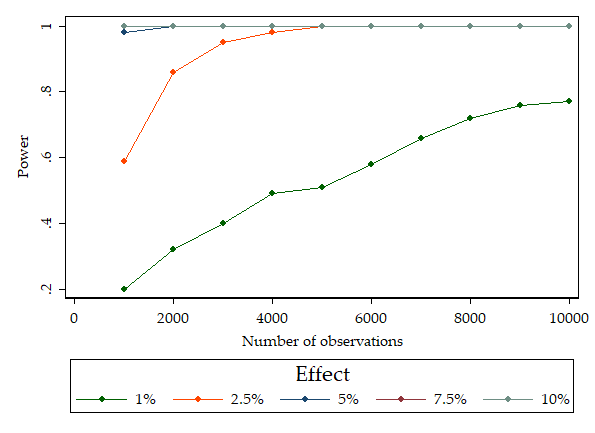 1
.8
.6
.4
.2
Power
0 2000 4000 6000 8000 10000
Number of observations
Effect
1% 2.5% 5% 7.5% 10%